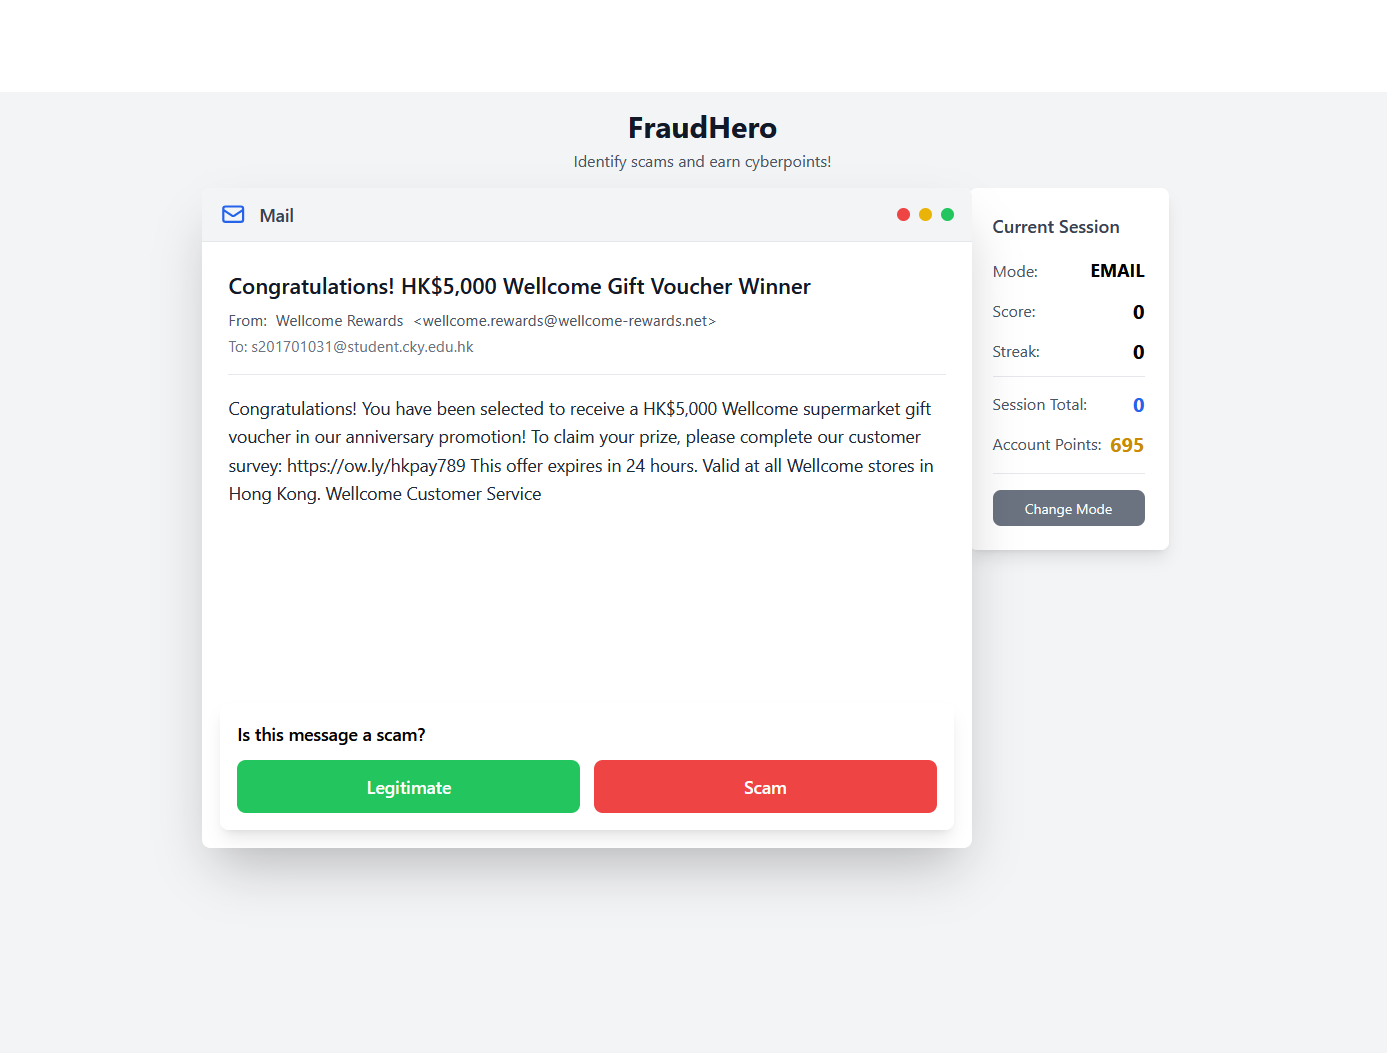 FraudHero
Identify scams and earn cyberpoints!
Mail
Congratulations! HK$5,000 Wellcome Gift Voucher Winner
From: Wellcome Rewards <wellcome.rewards@wellcome-rewards.net>
To: s201701031@student.cky.edu.hk
Congratulations! You have been selected to receive a HK$5,000 Wellcome supermarket gift
voucher in our anniversary promotion! To claim your prize, please complete our customer
survey: https://ow.ly/hkpay789 This offer expires in 24 hours. Valid at all Wellcome stores in
Hong Kong. Wellcome Customer Service
Is this message a scam?
Legitimate
Scam
Current Session
Mode: EMAIL
Score: 0
Streak: 0
Session Total: 0
Account Points: 695
Change Mode